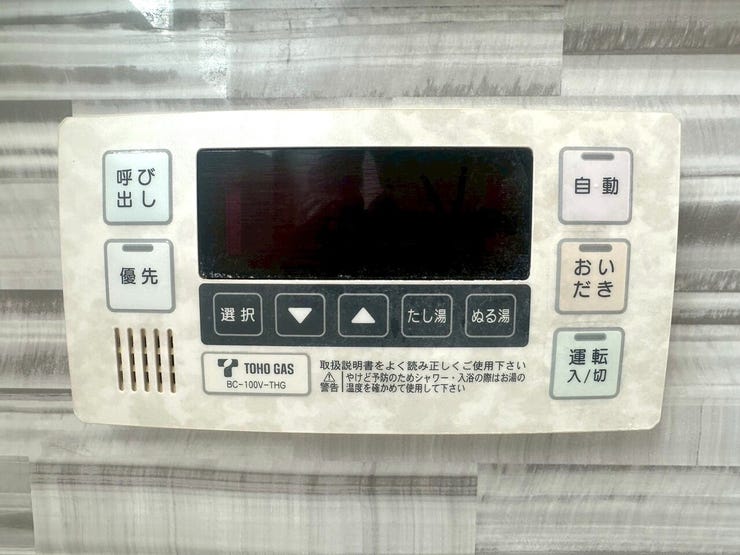 呼び
出し
優先
自動
おい
だき
運転
入/切
選択
たし湯
ぬる湯
TOHO GAS
BC-100V-THG
取扱説明書をよく読み正しくご使用下さい
警告
やけど予防のためシャワー・入浴の際はお湯の
温度を確かめて使用して下さい